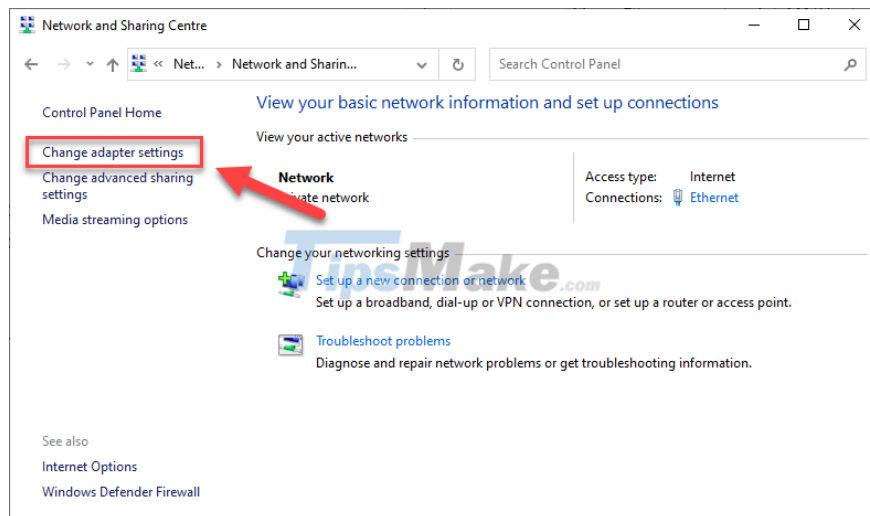 Network and Sharing Centre
« Net... › Network and Sharin...
Search Control Panel
Control Panel Home
Change adapter settings
Change advanced sharing
settings
Media streaming options
See also
Internet Options
Windows Defender Firewall
View your basic network information and set up connections
View your active networks
Network
network
Access type: Internet
Connections: Ethernet
Change your networking settings
TipsMake.com
Set up a new connection or network
Set up a broadband, dial-up or VPN connection, or set up a router or access point.
Troubleshoot problems
Diagnose and repair network problems or get troubleshooting information.